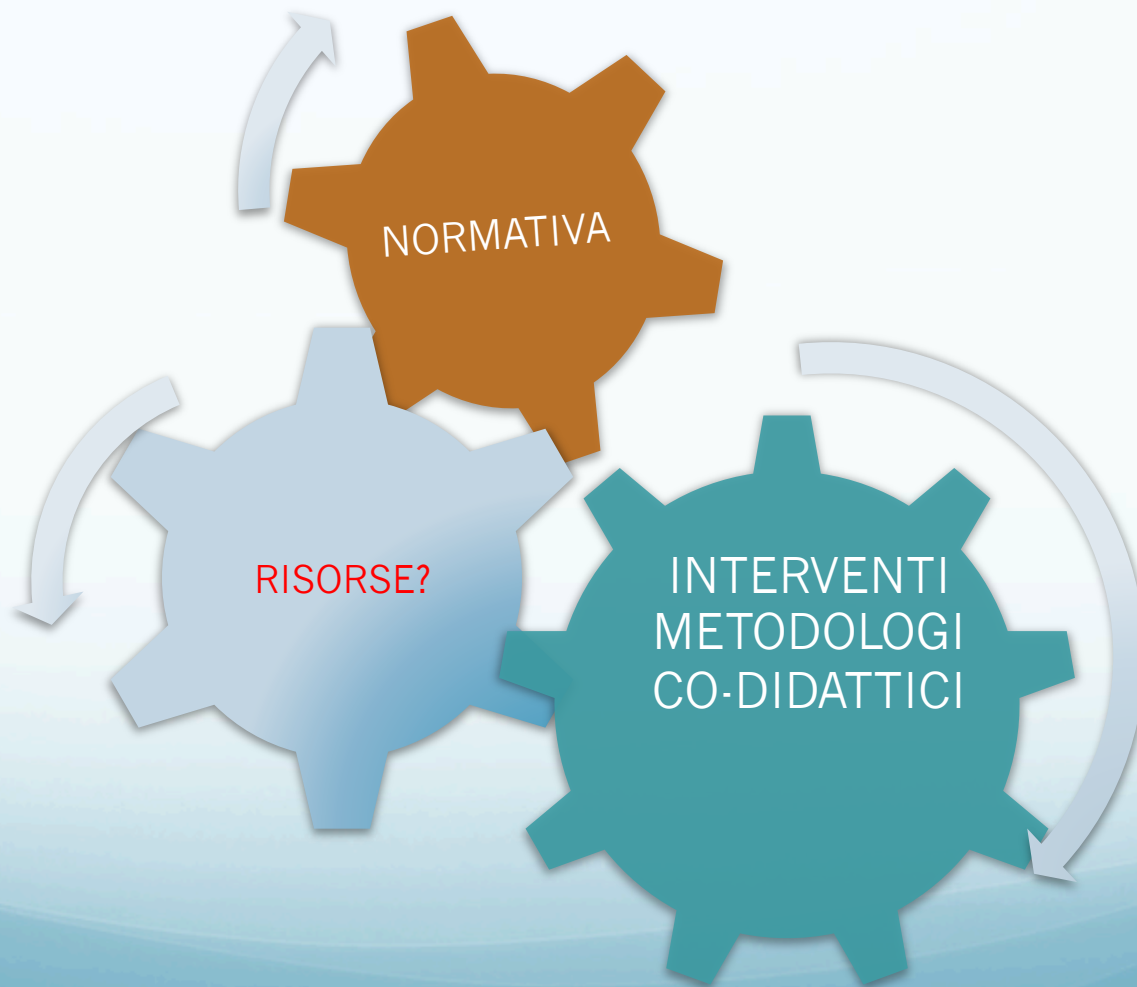 NORMATIVA
RISORSE?
INTERVENTI
METODOLOGI
CO-DIDATTICI